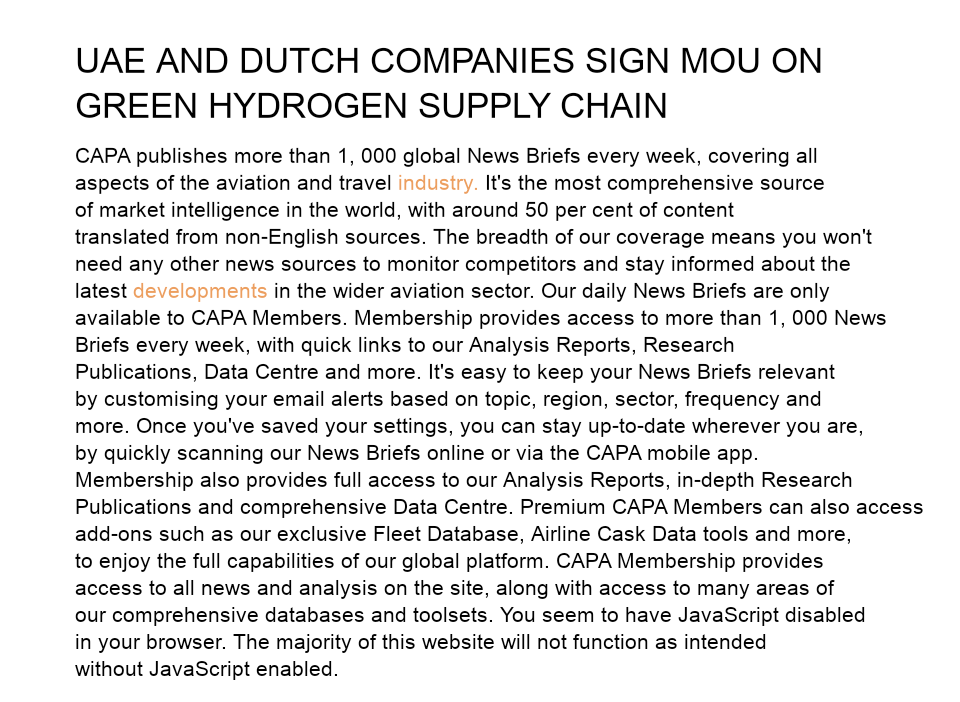 UAE AND DUTCH COMPANIES SIGN MOU ON
GREEN HYDROGEN SUPPLY CHAIN
CAPA publishes more than 1, 000 global News Briefs every week, covering all
aspects of the aviation and travel industry. It's the most comprehensive source
of market intelligence in the world, with around 50 per cent of content
translated from non-English sources. The breadth of our coverage means you won't
need any other news sources to monitor competitors and stay informed about the
latest developments in the wider aviation sector. Our daily News Briefs are only
available to CAPA Members. Membership provides access to more than 1, 000 News
Briefs every week, with quick links to our Analysis Reports, Research
Publications, Data Centre and more. It's easy to keep your News Briefs relevant
by customising your email alerts based on topic, region, sector, frequency and
more. Once you've saved your settings, you can stay up-to-date wherever you are,
by quickly scanning our News Briefs online or via the CAPA mobile app.
Membership also provides full access to our Analysis Reports, in-depth Research
Publications and comprehensive Data Centre. Premium CAPA Members can also access
add-ons such as our exclusive Fleet Database, Airline Cask Data tools and more,
to enjoy the full capabilities of our global platform. CAPA Membership provides
access to all news and analysis on the site, along with access to many areas of
our comprehensive databases and toolsets. You seem to have JavaScript disabled
in your browser. The majority of this website will not function as intended
without JavaScript enabled.